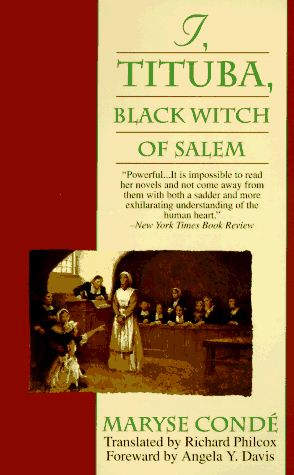 I,
TITUBA,
BLACK WITCH
OF SALEM
"Powerful...It is impossible to read
her novels and not come away from
them with both a sadder and more
exhilarating understanding of the
human heart."
–New York Times Book Review
MARYSE CONDÉ
Translated by Richard Philcox
Foreword by Angela Y. Davis